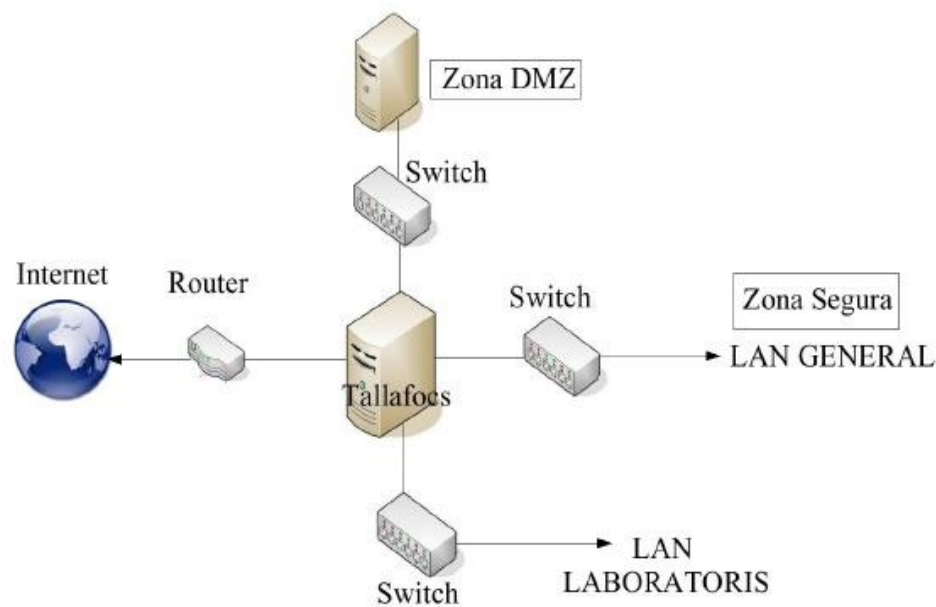 Zona DMZ
Switch
Internet
Router
Switch
Zona Segura
LAN GENERAL
Tallafocs
LAN
LABORATORIS
Switch